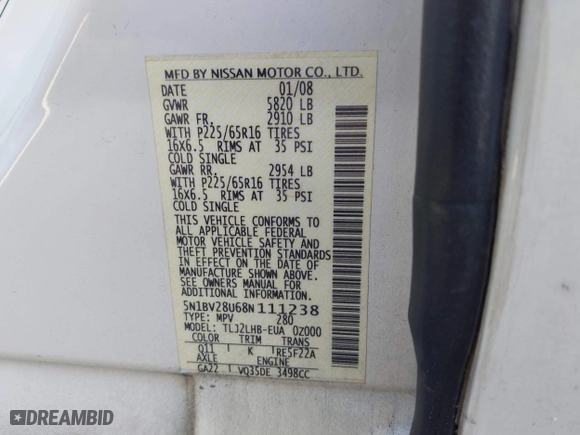 MFD BY NISSAN MOTOR CO., LTD.
DATE 01/08
GVWR 5820 LB
GAWR FR. 2910 LB
WITH P225/65R16 TIRES
16X6.5 RIMS AT 35 PSI
COLD SINGLE
GAWR RR. 2954 LB
WITH P225/65R16 TIRES
16X6.5 RIMS AT 35 PSI
COLD SINGLE
THIS VEHICLE CONFORMS TO
ALL APPLICABLE FEDERAL
MOTOR VEHICLE SAFETY AND
THEFT PREVENTION STANDARDS
IN EFFECT ON THE DATE OF
MANUFACTURE SHOWN ABOVE.
SEE OWNERS MANUAL FOR
ADDITIONAL INFORMATION.
5N1BV28U68N111238
TYPE: MPV 280
MODEL: TLJ2LHB-EUA 0Z000
COLOR TRIM TRANS
Q11 K RE5F22A
AXLE ENGINE
GA22 VQ35DE 3498CC
DREAMBID